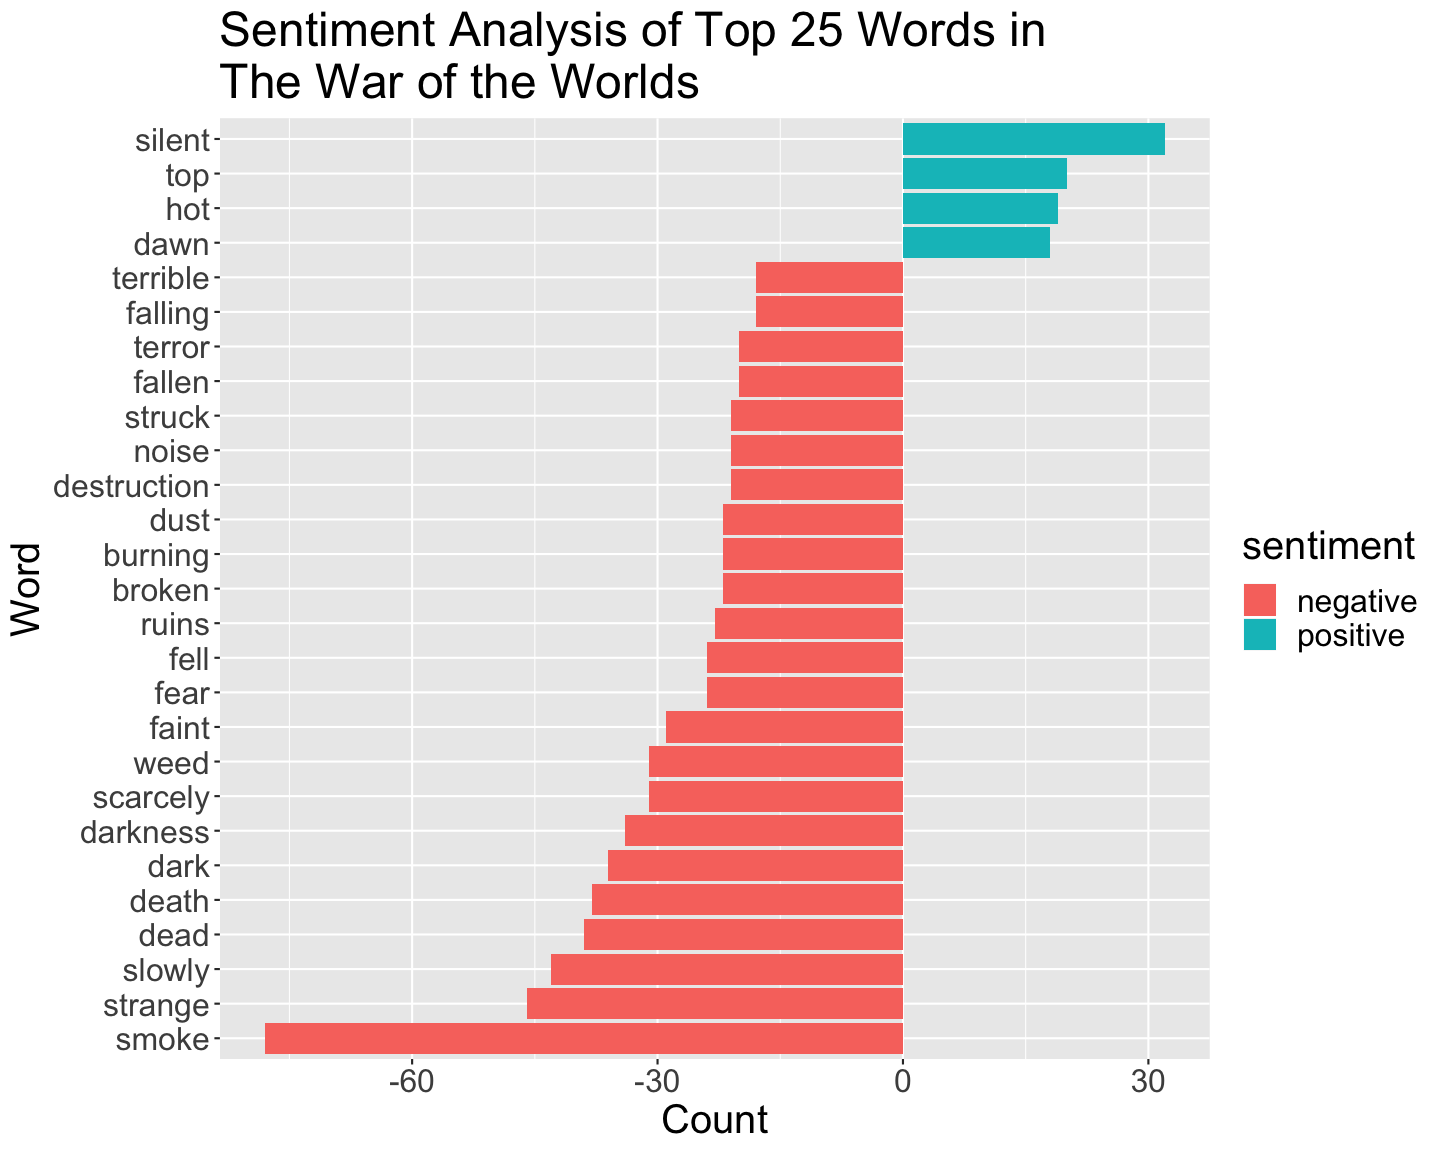 Sentiment Analysis of Top 25 Words in
The War of the Worlds
silent
top
hot
dawn
terrible
falling
terror
fallen
struck
noise
destruction
dust
burning
broken
ruins
fell
fear
faint
weed
scarcely
darkness
dark
death
dead
slowly
strange
smoke
Word
-60 -30 0 30
Count
sentiment
negative
positive